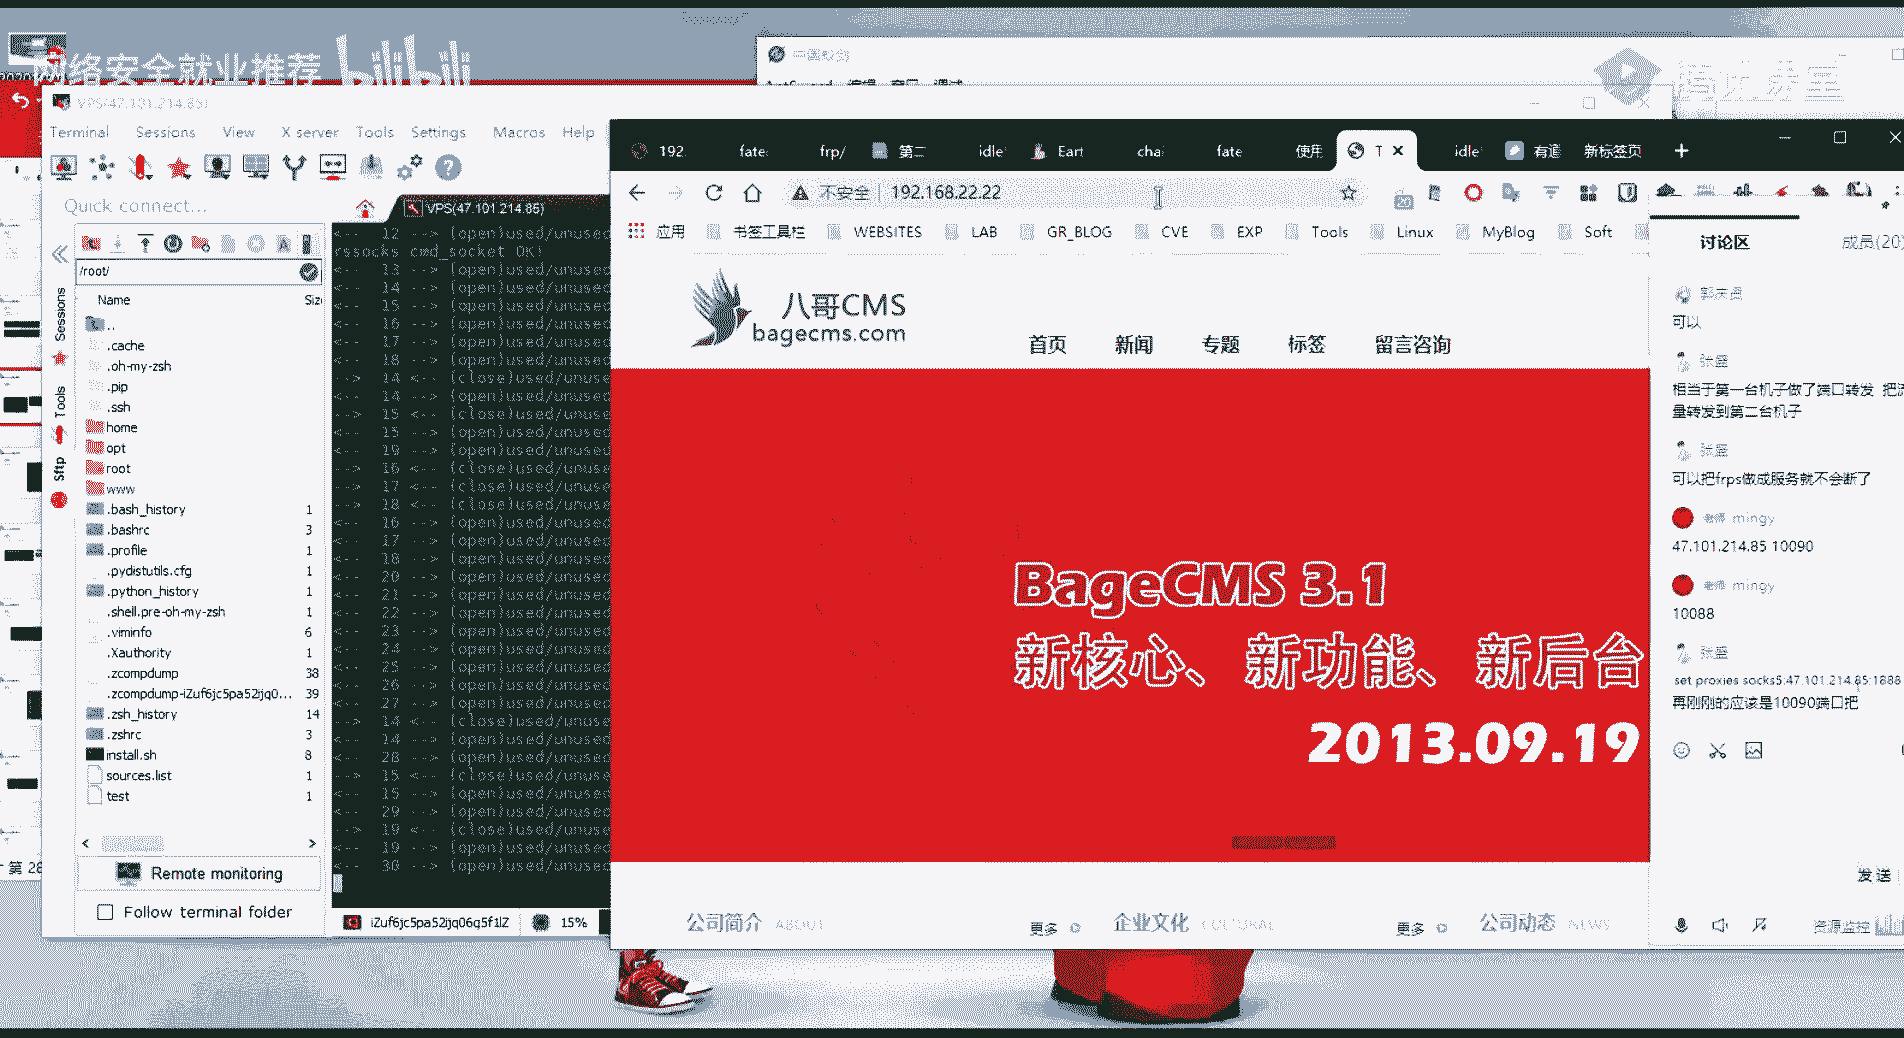 网络安全就业推荐 bilibili
VPS(47.101.214.85)
Terminal Sessions View X server Tools Settings Macros Help
Quick connect...
VPS(47.101.214.85)
/root/
Name
Sessions
Tools
Sftp
..
.cache
.oh-my-zsh
.pip
.ssh
home
opt
root
www
.bash_history 1
.bashrc 3
.profile 1
.pydistutils.cfg 1
.python_history 1
.shell.pre-oh-my-zsh 1
.viminfo 6
.Xauthority 1
.zcompdump 38
.zcompdump-iZuf6jc5pa52ijq0... 39
.zsh_history 14
.zshrc 3
install.sh 8
sources.list 1
test 1
Remote monitoring
Follow terminal folder
<-- 12 --> (open)used/unused
rssocks cmd_socket OK!
<-- 13 --> (open)used/unused
<-- 14 --> (open)used/unused
<-- 15 --> (open)used/unused
<-- 16 --> (open)used/unused
<-- 17 --> (open)used/unused
<-- 18 --> (open)used/unused
--> 14 <-- (close)used/unuse
<-- 14 --> (open)used/unused
--> 15 <-- (close)used/unuse
<-- 15 --> (open)used/unused
<-- 19 --> (open)used/unused
--> 16 <-- (close)used/unuse
--> 17 <-- (close)used/unuse
--> 18 <-- (close)used/unuse
<-- 16 --> (open)used/unused
<-- 17 --> (open)used/unused
<-- 18 --> (open)used/unused
<-- 20 --> (open)used/unused
<-- 21 --> (open)used/unused
<-- 22 --> (open)used/unused
<-- 23 --> (open)used/unused
<-- 24 --> (open)used/unused
<-- 25 --> (open)used/unused
<-- 26 --> (open)used/unused
<-- 27 --> (open)used/unused
--> 14 <-- (close)used/unuse
<-- 14 --> (open)used/unused
<-- 28 --> (open)used/unused
--> 15 <-- (close)used/unuse
<-- 15 --> (open)used/unused
<-- 29 --> (open)used/unused
--> 19 <-- (close)used/unuse
<-- 19 --> (open)used/unused
<-- 30 --> (open)used/unused
15%
192 fate: frp/ 第二 idle Eart chai fate 使用 T idle 有道 新标签页
不安全 192.168.22.22
应用 书签工具栏 WEBSITES LAB GR_BLOG CVE EXP Tools Linux MyBlog Soft
八哥CMS
bagecms.com
首页 新闻 专题 标签 留言咨询
BageCMS 3.1
新核心、新功能、新后台
2013.09.19
公司简介 ABOUT 更多 企业文化 CULTURAL 更多 公司动态 NEWS
讨论区 成员(20)
可以
张盛
相当于第一台机子做了端口转发 把流
量转发到第二台机子
张盛
可以把frps做成服务就不会断了
老师 mingy
47.101.214.85 10090
老师 mingy
10088
张盛
set proxies socks5:47.101.214.85:1888
再刚刚的应该是10090端口把
发送
资源监控
第 28